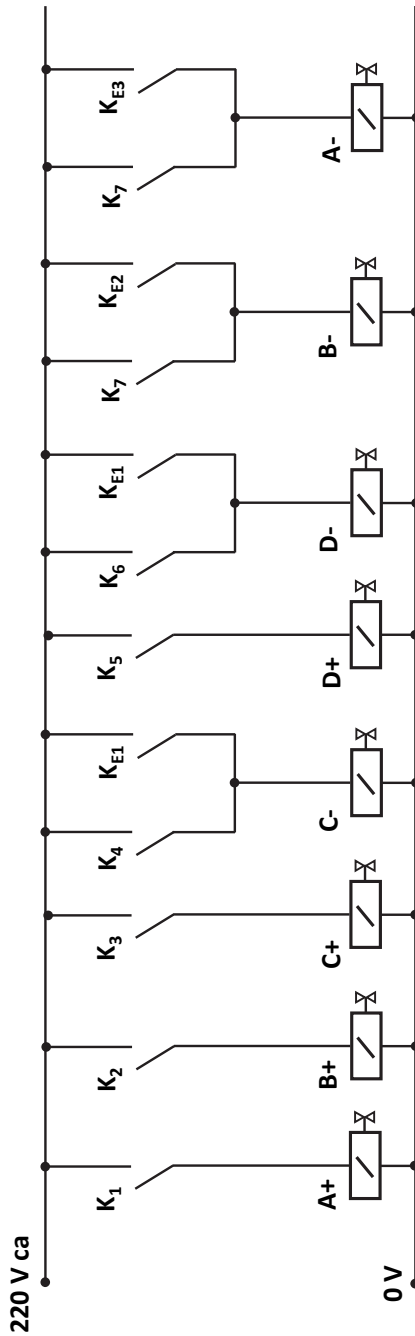 220 V ca
K1
K2
K3
K4
KE1
K5
K6
KE1
K7
KE2
K7
KE3
A+
B+
C+
C-
D+
D-
B-
A-
0 V